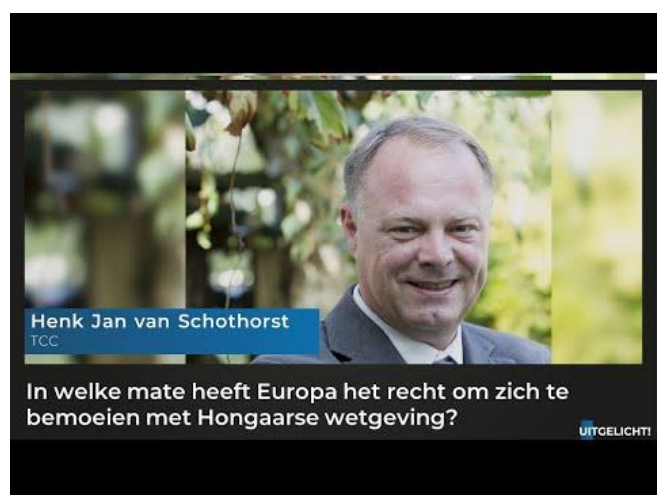 Henk Jan van Schothorst
TCC
In welke mate heeft Europa het recht om zich te
bemoeien met Hongaarse wetgeving?
UITGELICHT!